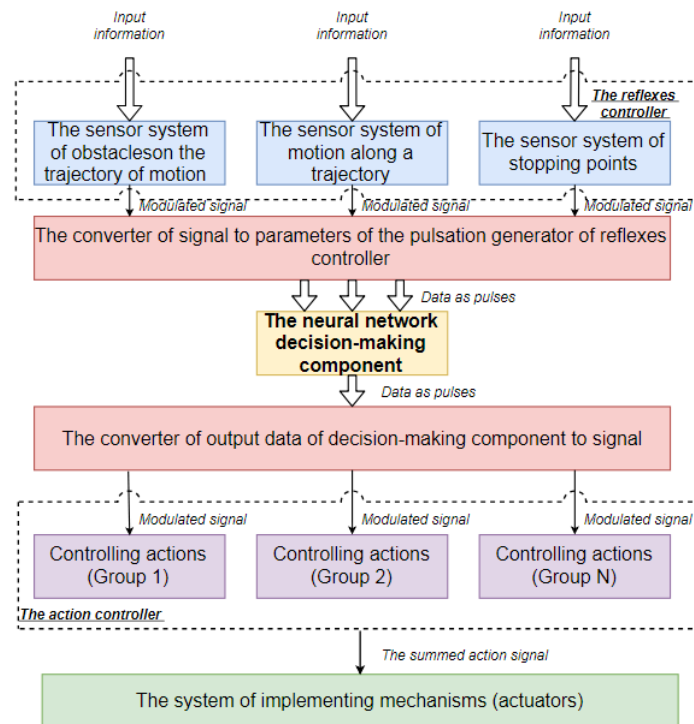 Input
information
Input
information
Input
information
The reflexes
controller
The sensor system
of obstacleson the
trajectory of motion
The sensor system of
motion along a
trajectory
The sensor system of
stopping points
Modulated signal
Modulated signal
Modulated signal
The converter of signal to parameters of the pulsation generator of reflexes
controller
Data as pulses
The neural network
decision-making
component
Data as pulses
The converter of output data of decision-making component to signal
Modulated signal
Modulated signal
Modulated signal
Controlling actions
(Group 1)
Controlling actions
(Group 2)
Controlling actions
(Group N)
The action controller
The summed action signal
The system of implementing mechanisms (actuators)